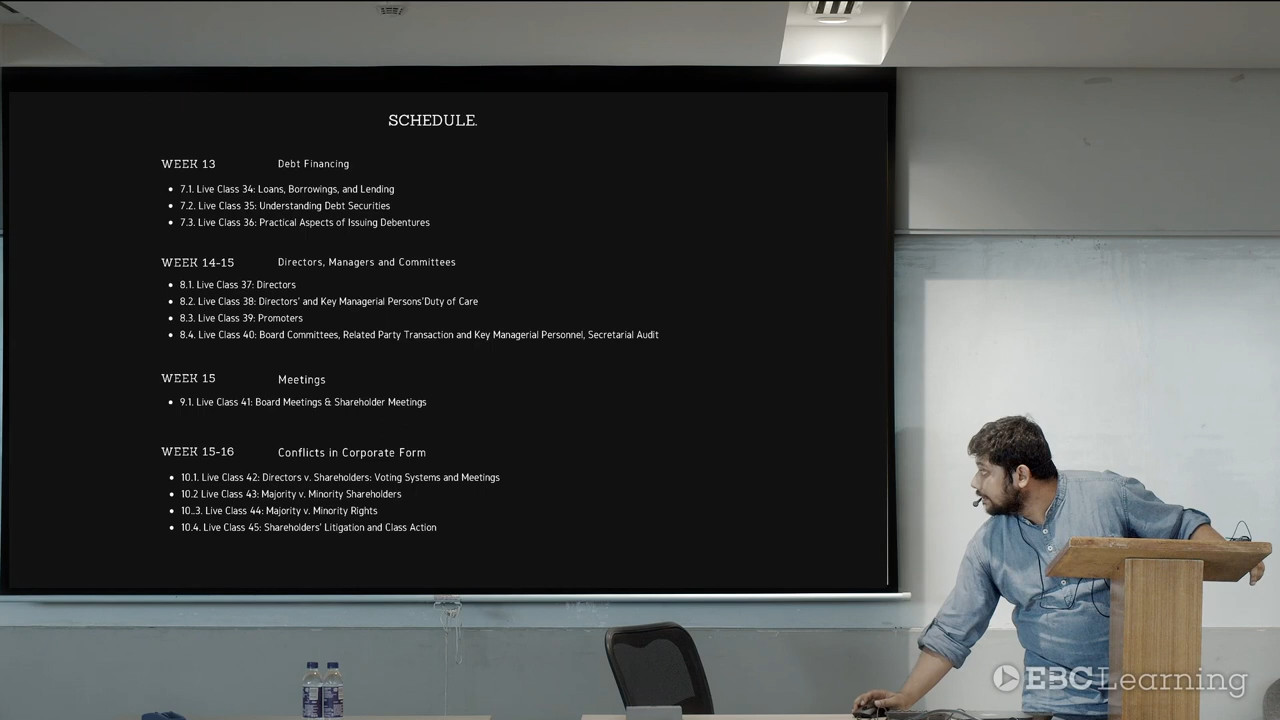 SCHEDULE.
WEEK 13 Debt Financing
• 7.1. Live Class 34: Loans, Borrowings, and Lending
• 7.2. Live Class 35: Understanding Debt Securities
• 7.3. Live Class 36: Practical Aspects of Issuing Debentures
WEEK 14-15 Directors, Managers and Committees
• 8.1. Live Class 37: Directors
• 8.2. Live Class 38: Directors' and Key Managerial Persons'Duty of Care
• 8.3. Live Class 39: Promoters
• 8.4. Live Class 40: Board Committees, Related Party Transaction and Key Managerial Personnel, Secretarial Audit
WEEK 15 Meetings
• 9.1. Live Class 41: Board Meetings & Shareholder Meetings
WEEK 15-16 Conflicts in Corporate Form
• 10.1. Live Class 42: Directors v. Shareholders: Voting Systems and Meetings
• 10.2 Live Class 43: Majority v. Minority Shareholders
• 10..3. Live Class 44: Majority v. Minority Rights
• 10.4. Live Class 45: Shareholders' Litigation and Class Action
EBC Learning